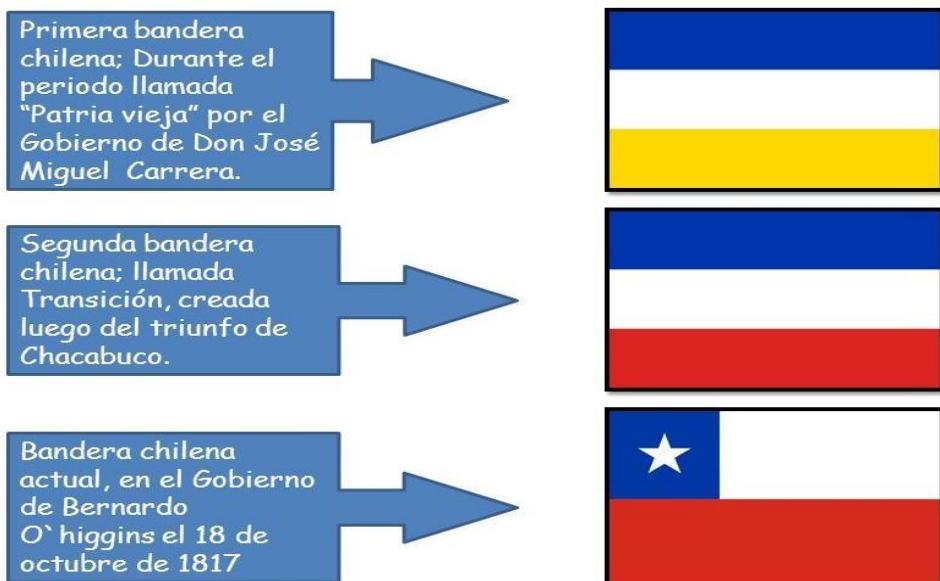 Primera bandera
chilena; Durante el
periodo llamada
"Patria vieja" por el
Gobierno de Don José
Miguel Carrera.
Segunda bandera
chilena; llamada
Transición, creada
luego del triunfo de
Chacabuco.
Bandera chilena
actual, en el Gobierno
de Bernardo
O`higgins el 18 de
octubre de 1817